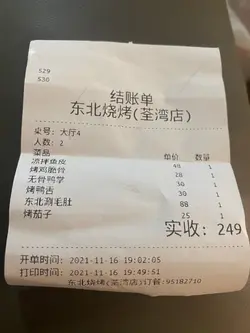 529
530
结账单
东北烧烤(荃湾店)
桌号: 大厅4
人数: 2
菜品 单价 数量
凉拌鱼皮 40 1
烤鸡脆骨 28 1
无骨鸭掌 30 1
烤鸭舌 30 1
东北涮毛肚 88 1
烤茄子 25 1
实收: 249
开单时间: 2021-11-16 19:02:05
打印时间: 2021-11-16 19:49:51
东北烧烤(荃湾店)订餐:95182710